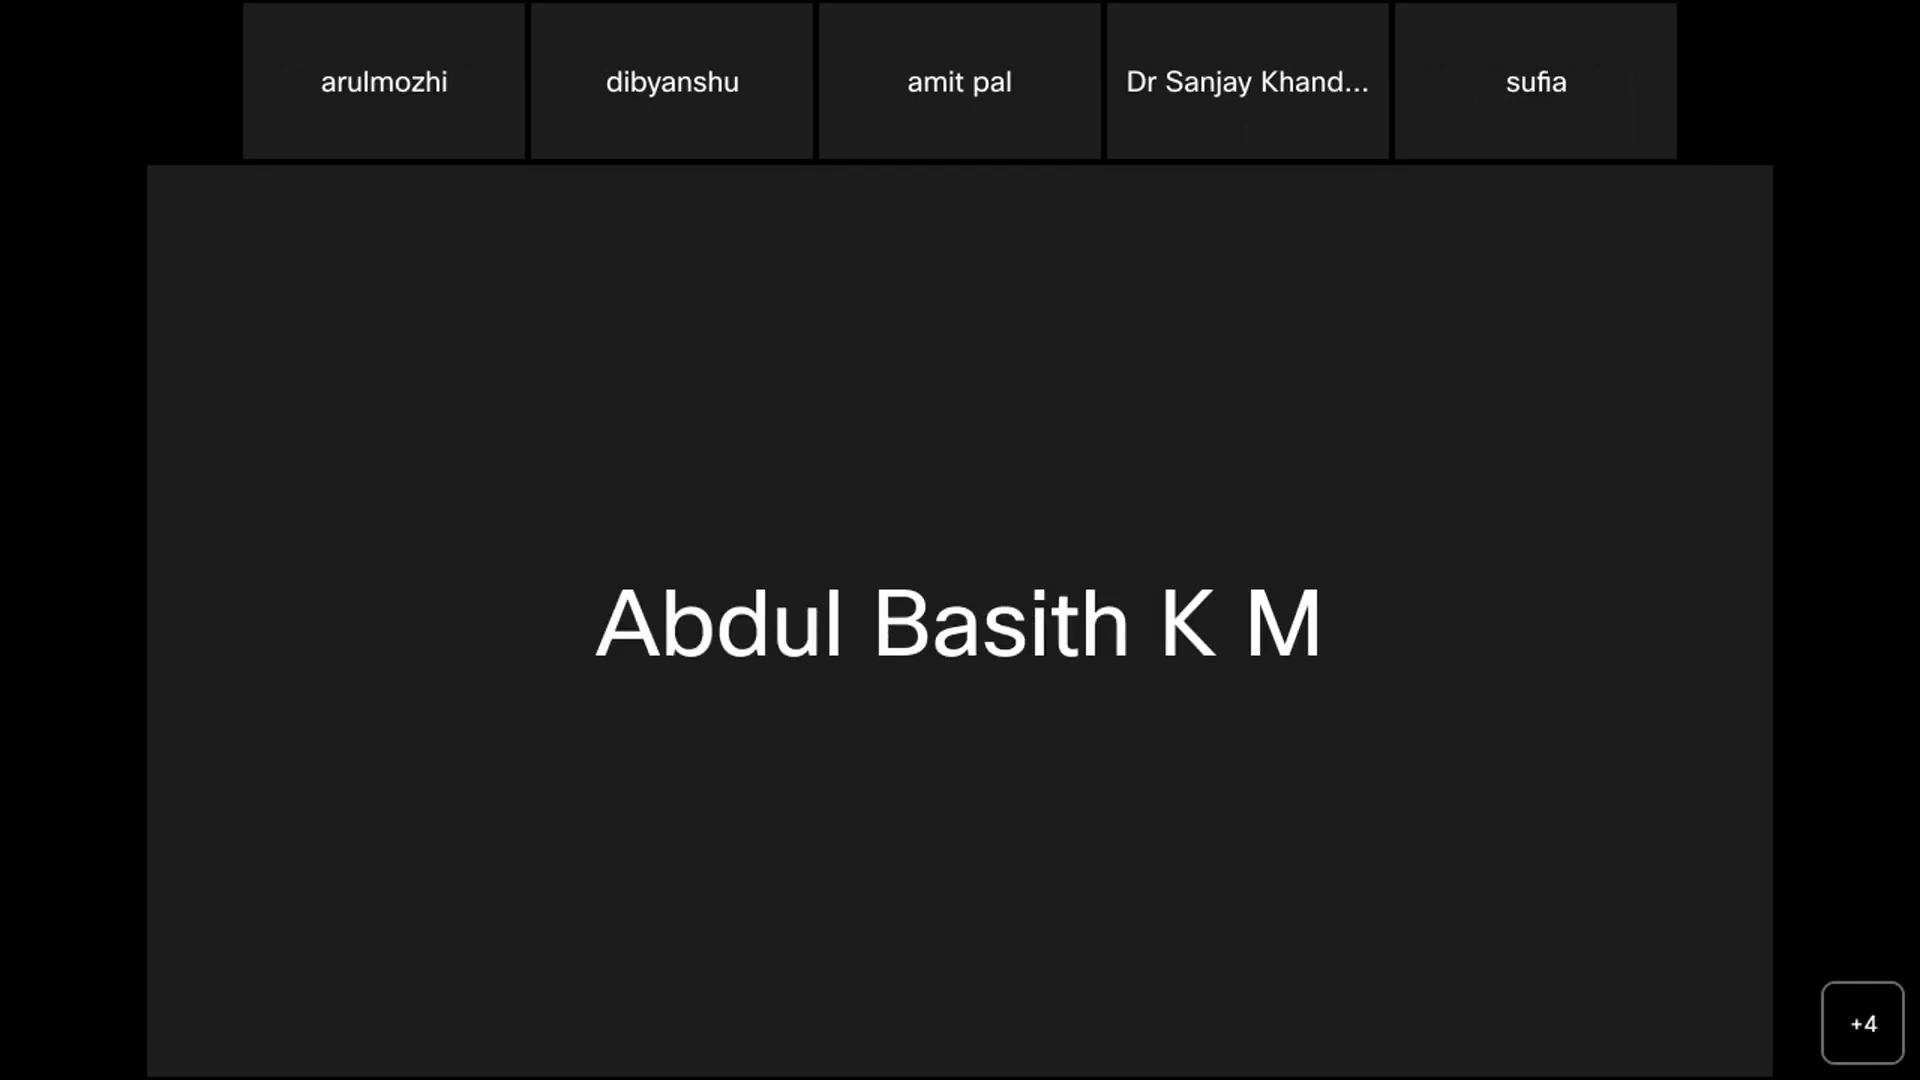 arulmozhi
dibyanshu
amit pal
Dr Sanjay Khand...
sufia
Abdul Basith K M
+4